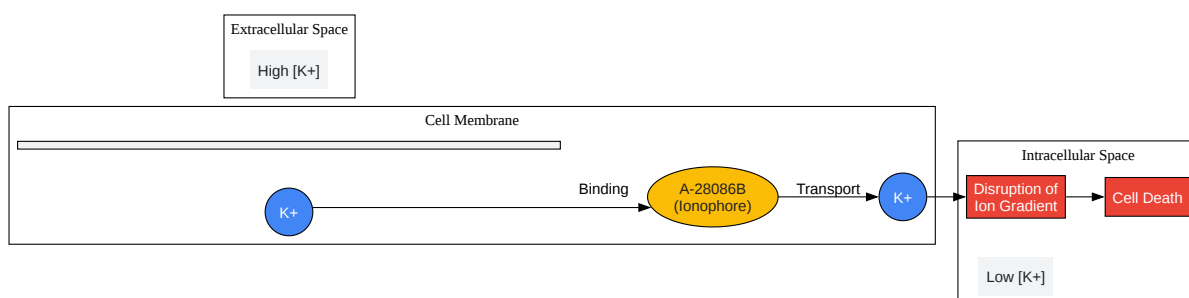 Extracellular Space
High [K+]
Cell Membrane
K+
Binding
A-28086B
(Ionophore)
Transport
K+
Intracellular Space
Disruption of
Ion Gradient
Cell Death
Low [K+]